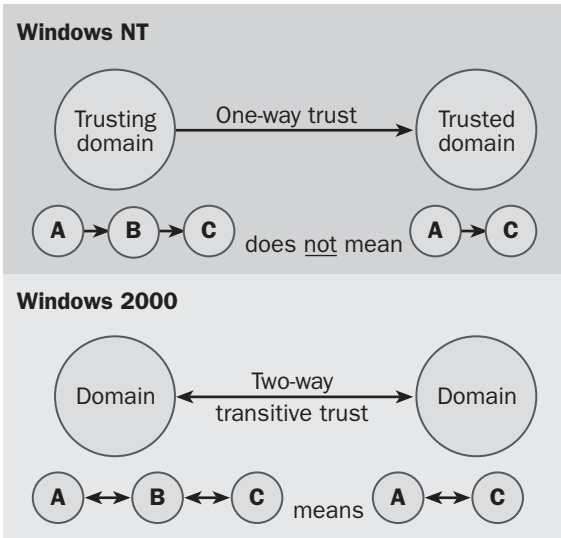 Windows NT
Trusting
domain
One-way trust
Trusted
domain
A B C does not mean A C
Windows 2000
Domain
Two-way
transitive trust
Domain
A B C means A C